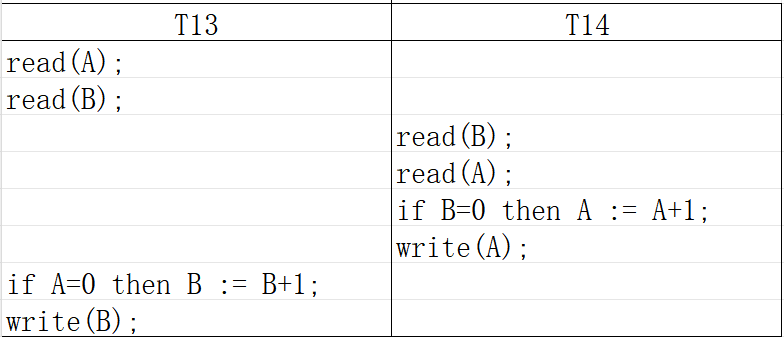 T13 T14
read(A);
read(B);
read(B);
read(A);
if B=0 then A := A+1;
write(A);
if A=0 then B := B+1;
write(B);